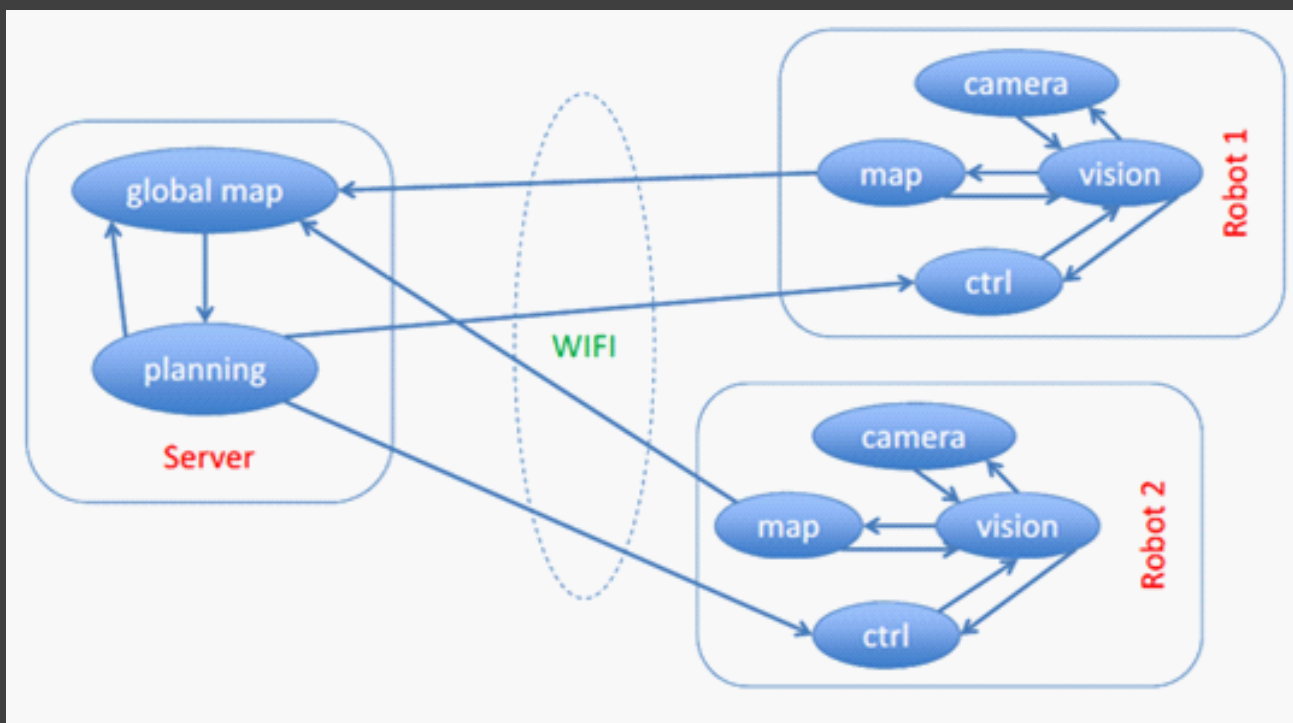 global map
planning
Server
WIFI
camera
map
vision
ctrl
Robot 1
camera
map
vision
ctrl
Robot 2